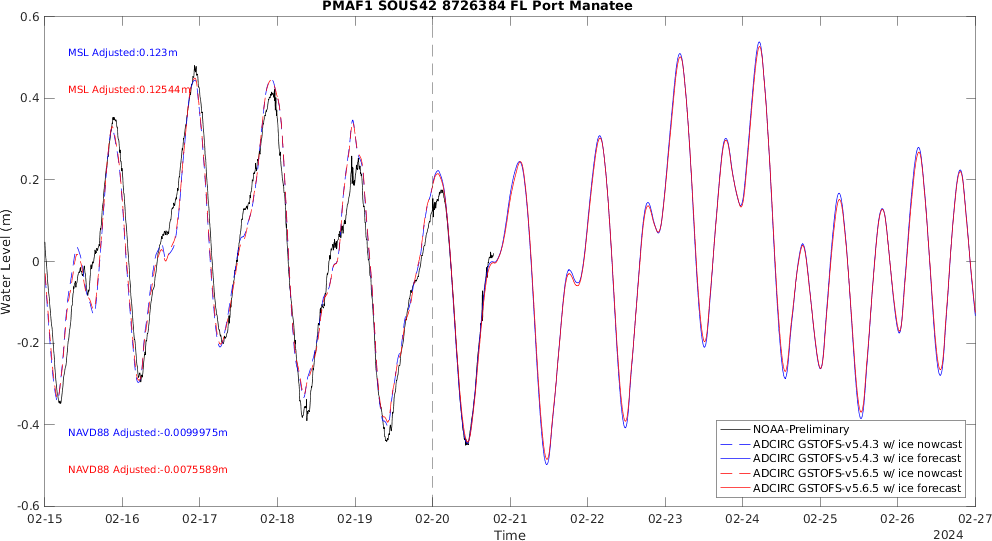 PMAF1 SOUS42 8726384 FL Port Manatee
0.6
0.4
0.2
0
-0.2
-0.4
-0.6
Water Level (m)
MSL Adjusted:0.123m
MSL Adjusted:0.12544m
NAVD88 Adjusted:-0.0099975m
NAVD88 Adjusted:-0.0075589m
NOAA-Preliminary
ADCIRC GSTOFS-v5.4.3 w/ ice nowcast
ADCIRC GSTOFS-v5.4.3 w/ ice forecast
ADCIRC GSTOFS-v5.6.5 w/ ice nowcast
ADCIRC GSTOFS-v5.6.5 w/ ice forecast
02-15 02-16 02-17 02-18 02-19 02-20 02-21 02-22 02-23 02-24 02-25 02-26 02-27
Time
2024